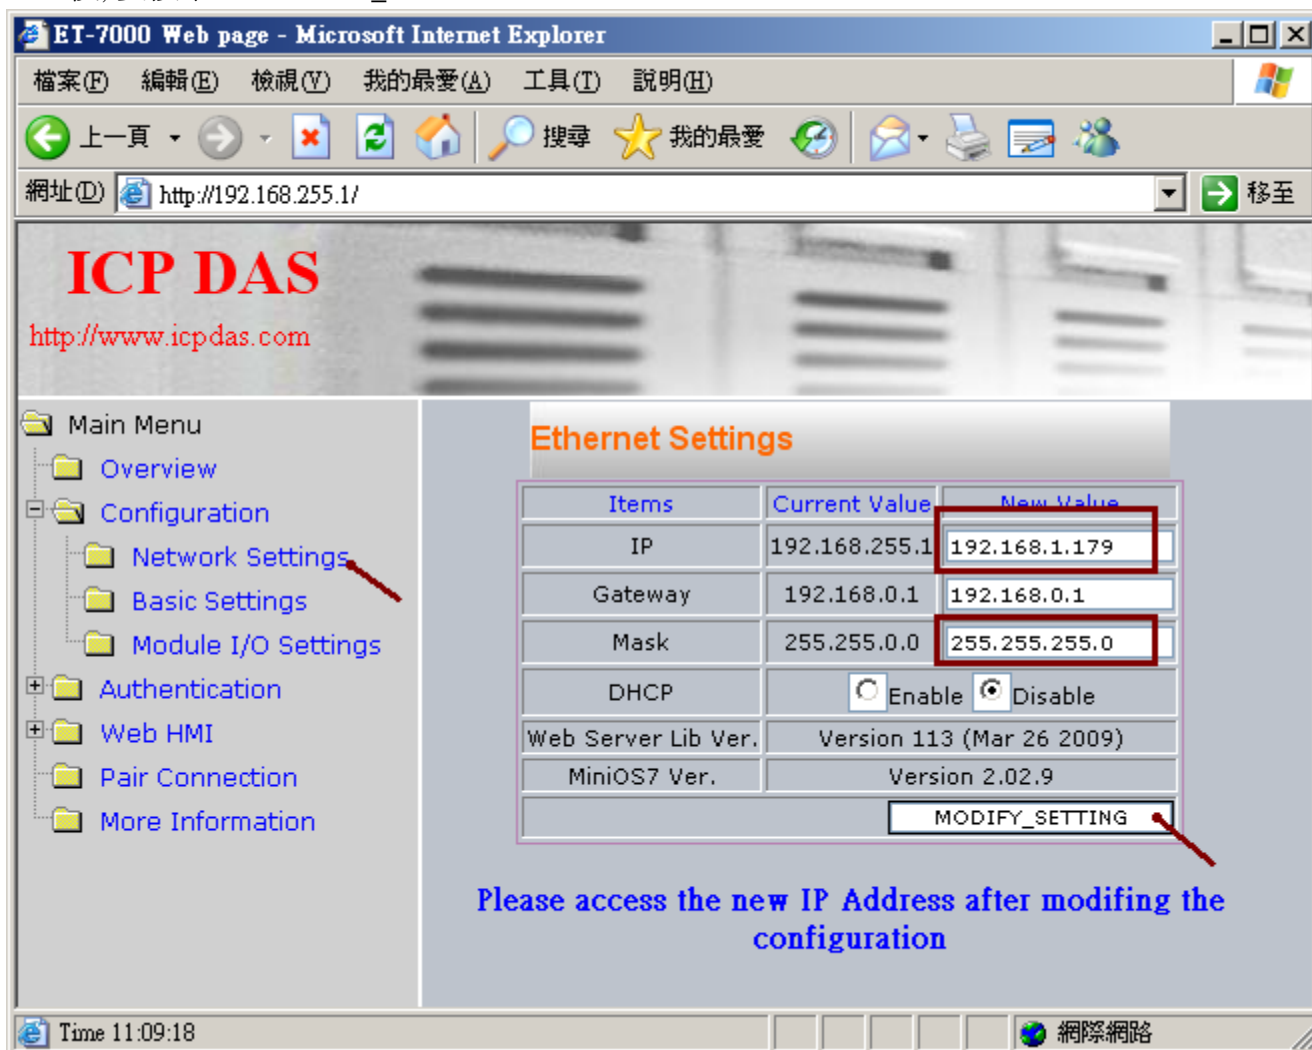 ET-7000 Web page - Microsoft Internet Explorer
檔案(F) 編輯(E) 檢視(V) 我的最愛(A) 工具(T) 說明(H)
上一頁 搜尋 我的最愛
網址(D) http://192.168.255.1/ 移至
ICP DAS
http://www.icpdas.com
Main Menu
Overview
Configuration
Network Settings
Basic Settings
Module I/O Settings
Authentication
Web HMI
Pair Connection
More Information
Ethernet Settings
Items Current Value New Value
IP 192.168.255.1 192.168.1.179
Gateway 192.168.0.1 192.168.0.1
Mask 255.255.0.0 255.255.255.0
DHCP Enable Disable
Web Server Lib Ver. Version 113 (Mar 26 2009)
MiniOS7 Ver. Version 2.02.9
MODIFY_SETTING
Please access the new IP Address after modifing the
configuration
Time 11:09:18 網際網路